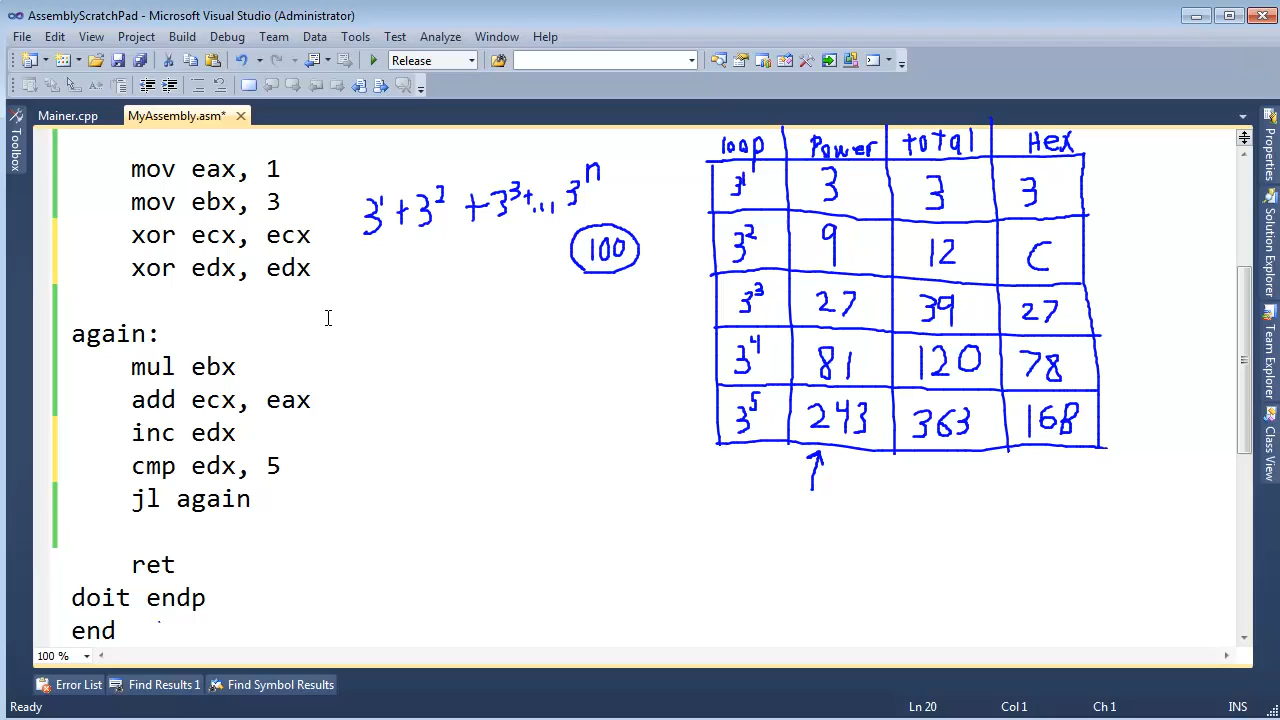 AssemblyScratchPad - Microsoft Visual Studio (Administrator)
File Edit View Project Build Debug Team Data Tools Test Analyze Window Help
Release
Mainer.cpp MyAssembly.asm*
Toolbox
mov eax, 1
mov ebx, 3
xor ecx, ecx
xor edx, edx
again:
mul ebx
add ecx, eax
inc edx
cmp edx, 5
jl again
ret
doit endp
end
3¹ + 3² + 3³ + ... 3ⁿ
100
loop Power total Hex
3¹ 3 3 3
3² 9 12 C
3³ 27 39 27
3⁴ 81 120 78
3⁵ 243 363 16B
Properties
Solution Explorer
Team Explorer
Class View
100 %
Error List Find Results 1 Find Symbol Results
Ready Ln 20 Col 1 Ch 1 INS